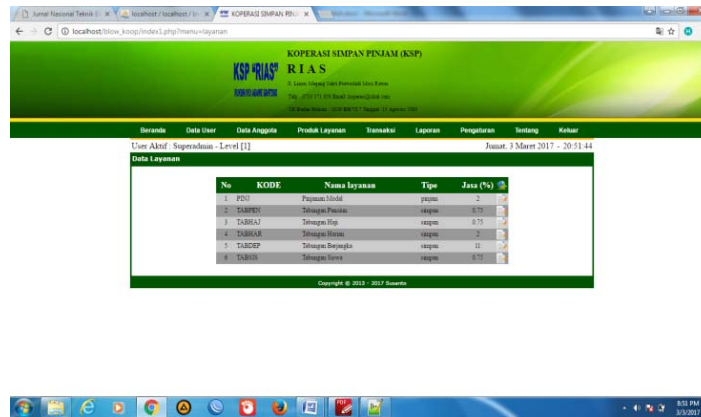 Jurnal Nasional Teknik E
localhost / localhost / b
KOPERASI SIMPAN PIN
localhost/blow_koop/index1.php?menu=layanan
KOPERASI SIMPAN PINJAM (KSP)
KSP "RIAS"
R I A S
User Aktif : Superadmin - Level [1]
Jumat, 3 Maret 2017 - 20:51:44
Beranda Data User Data Anggota Produk Layanan Transaksi Laporan Pengaturan Tentang Keluar
Data Layanan
No KODE Nama layanan Tipe Jasa (%)
1 PINJ Pinjaman Modal pinjam 2
2 TABPEN Tabungan Pensiun simpan 0.75
3 TABHAJ Tabungan Haji simpan 0.75
4 TABHAR Tabungan Harian simpan 2
5 TABDEP Tabungan Berjangka simpan 11
6 TABSIS Tabungan Siswa simpan 0.75
Copyright © 2013 - 2017 Susanto
8:51 PM
3/3/2017